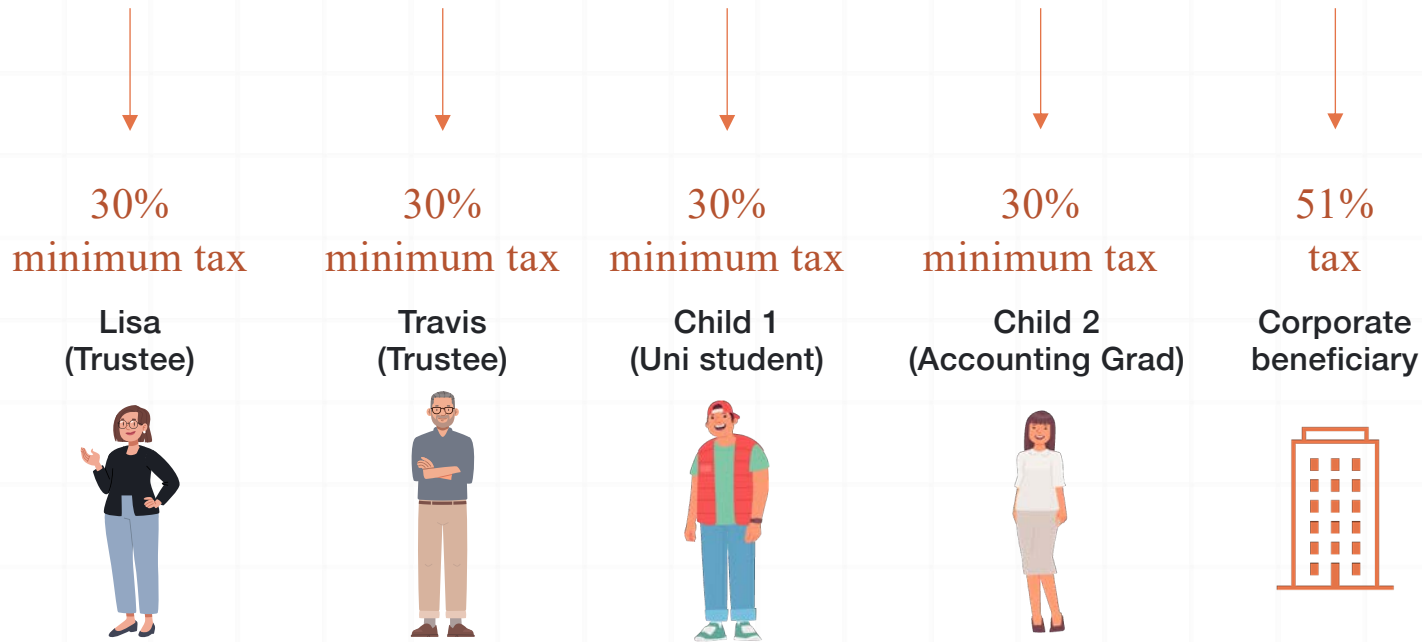 30%
minimum tax
Lisa
(Trustee)
30%
minimum tax
Travis
(Trustee)
30%
minimum tax
Child 1
(Uni student)
30%
minimum tax
Child 2
(Accounting Grad)
51%
tax
Corporate
beneficiary